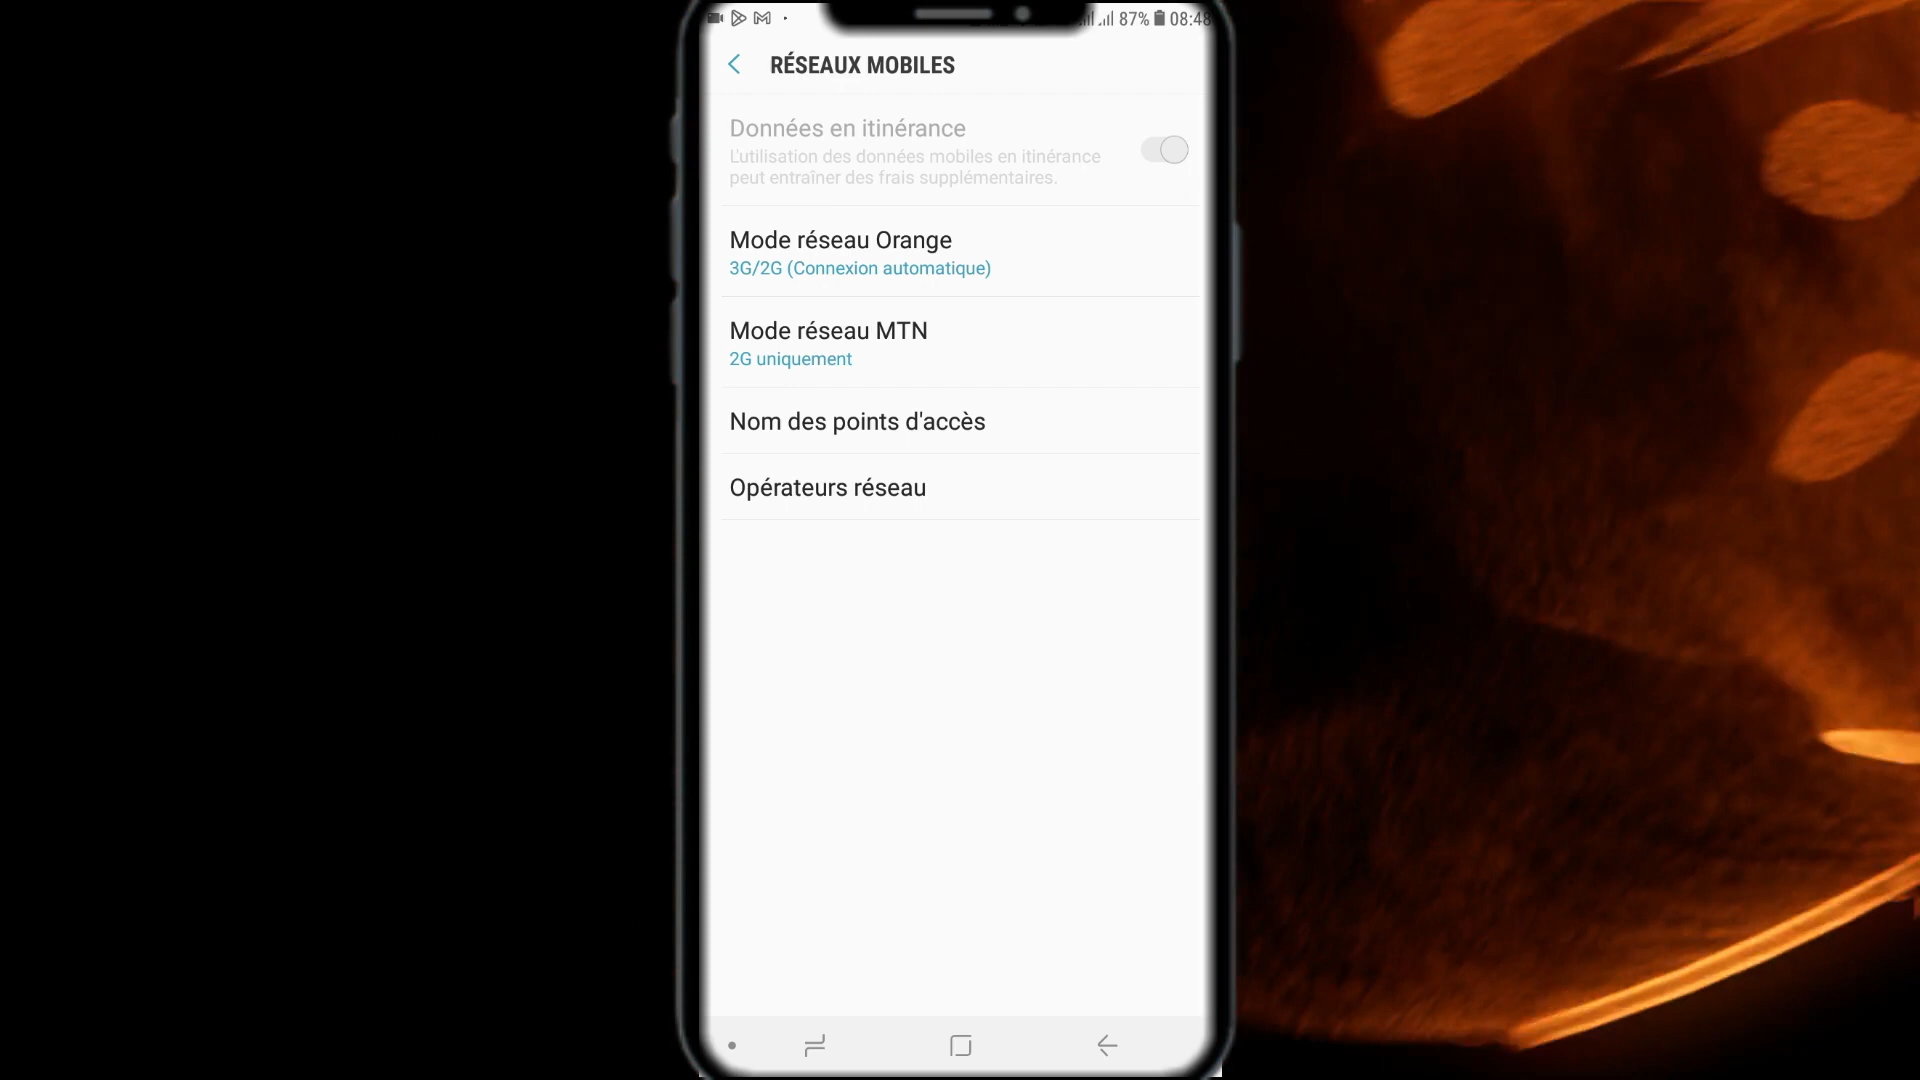 87% 08:48
RÉSEAUX MOBILES
Données en itinérance
L'utilisation des données mobiles en itinérance
peut entraîner des frais supplémentaires.
Mode réseau Orange
3G/2G (Connexion automatique)
Mode réseau MTN
2G uniquement
Nom des points d'accès
Opérateurs réseau